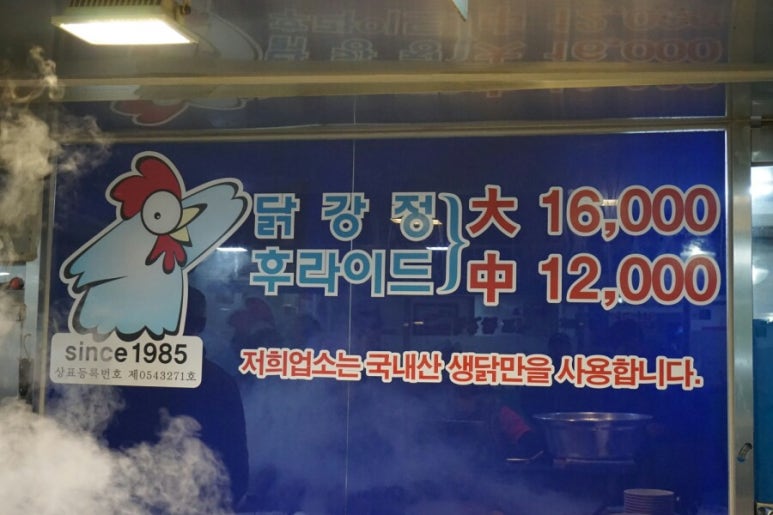 닭강정
후라이드
大 16,000
中 12,000
since 1985
상표등록번호 제0543271호
저희업소는 국내산 생닭만을 사용합니다.